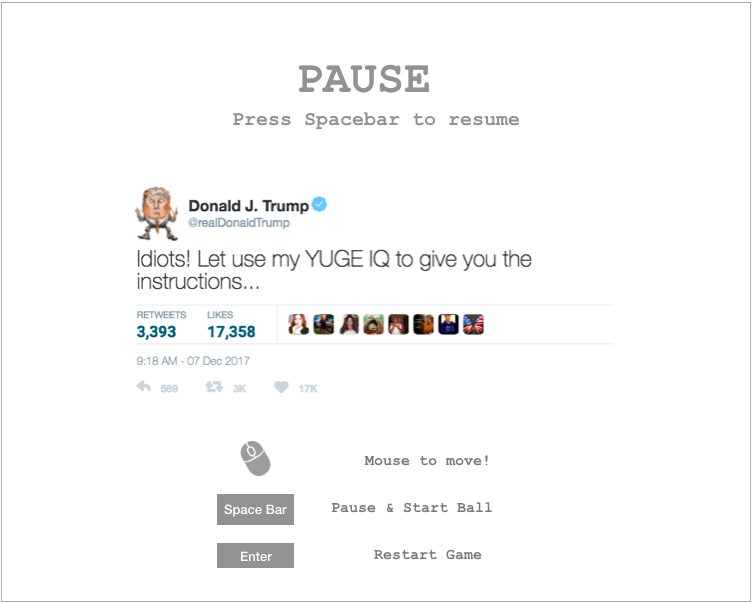 PAUSE
Press Spacebar to resume
Donald J. Trump
@realDonaldTrump
Idiots! Let use my YUGE IQ to give you the
instructions...
RETWEETS LIKES
3,393 17,358
9:18 AM - 07 Dec 2017
569 3K 17K
Mouse to move!
Space Bar Pause & Start Ball
Enter Restart Game